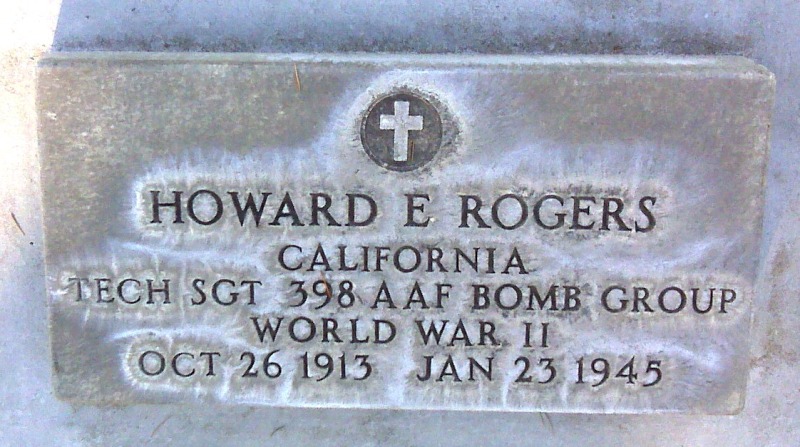 HOWARD E ROGERS
CALIFORNIA
TECH SGT 398 AAF BOMB GROUP
WORLD WAR II
OCT 26 1913 JAN 23 1945